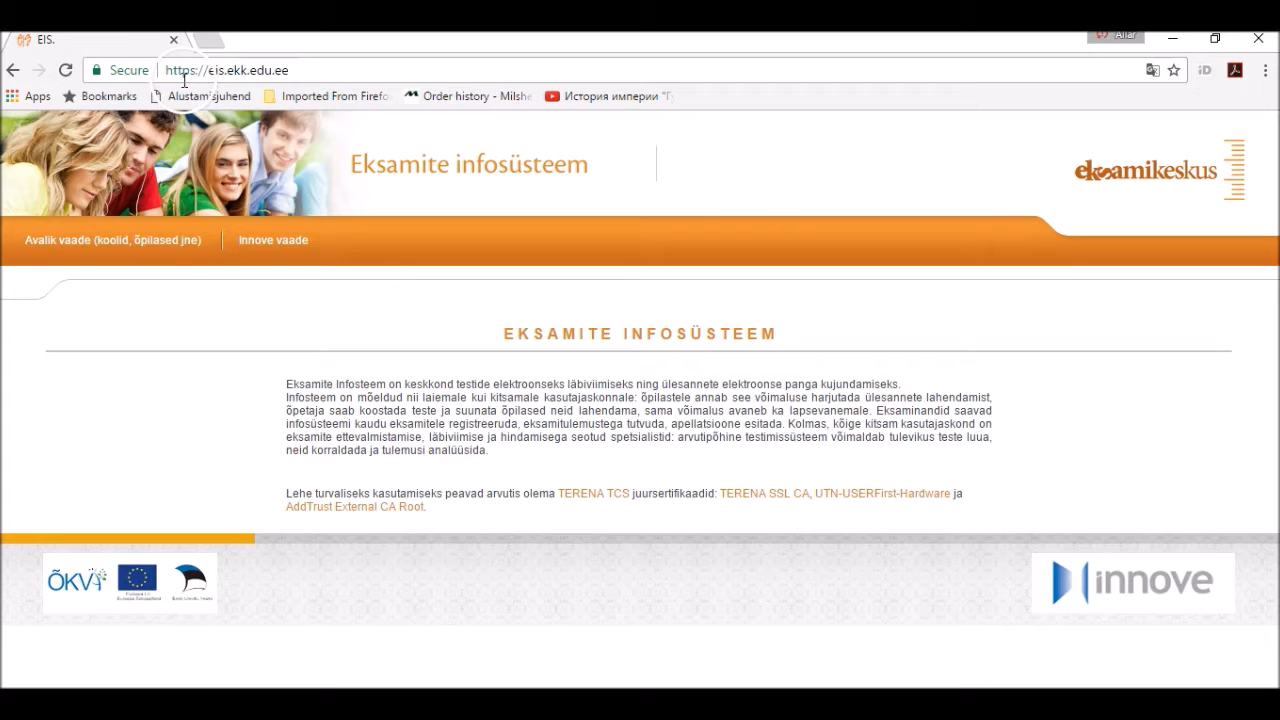 EIS.
Allar
Secure https://eis.ekk.edu.ee
Apps Bookmarks Alustamisjuhend Imported From Firefo Order history - Milshe История империи "Г
Eksamite infosüsteem
eksamikeskus
Avalik vaade (koolid, õpilased jne) Innove vaade
EKSAMITE INFOSÜSTEEM
Eksamite Infosteem on keskkond testide elektroonseks läbiviimiseks ning ülesannete elektroonse panga kujundamiseks.
Infosteem on mõeldud nii laiemale kui kitsamale kasutajaskonnale: õpilastele annab see võimaluse harjutada ülesannete lahendamist,
õpetaja saab koostada teste ja suunata õpilased neid lahendama, sama võimalus avaneb ka lapsevanemale. Eksaminandid saavad
infosüsteemi kaudu eksamitele registreeruda, eksamitulemustega tutvuda, apellatsioone esitada. Kolmas, kõige kitsam kasutajaskond on
eksamite ettevalmistamise, läbiviimise ja hindamisega seotud spetsialistid: arvutipõhine testimissüsteem võimaldab tulevikus teste luua,
neid korraldada ja tulemusi analüüsida.
Lehe turvaliseks kasutamiseks peavad arvutis olema TERENA TCS juursertifikaadid: TERENA SSL CA, UTN-USERFirst-Hardware ja
AddTrust External CA Root.
ÕKVA
innove